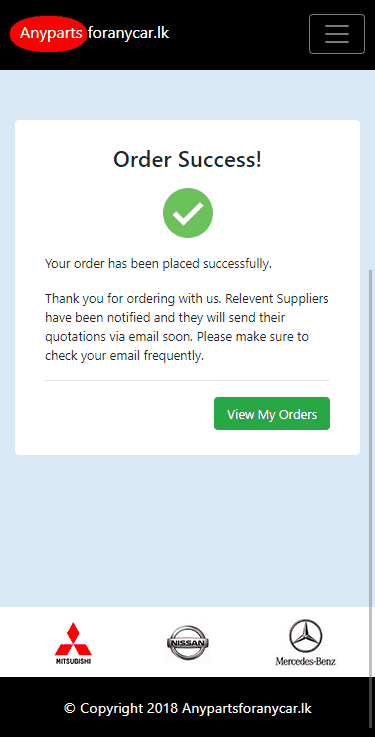 Anyparts foranycar.lk
Order Success!
Your order has been placed successfully.
Thank you for ordering with us. Relevent Suppliers
have been notified and they will send their
quotations via email soon. Please make sure to
check your email frequently.
View My Orders
MITSUBISHI
NISSAN
Mercedes-Benz
© Copyright 2018 Anypartsforanycar.lk